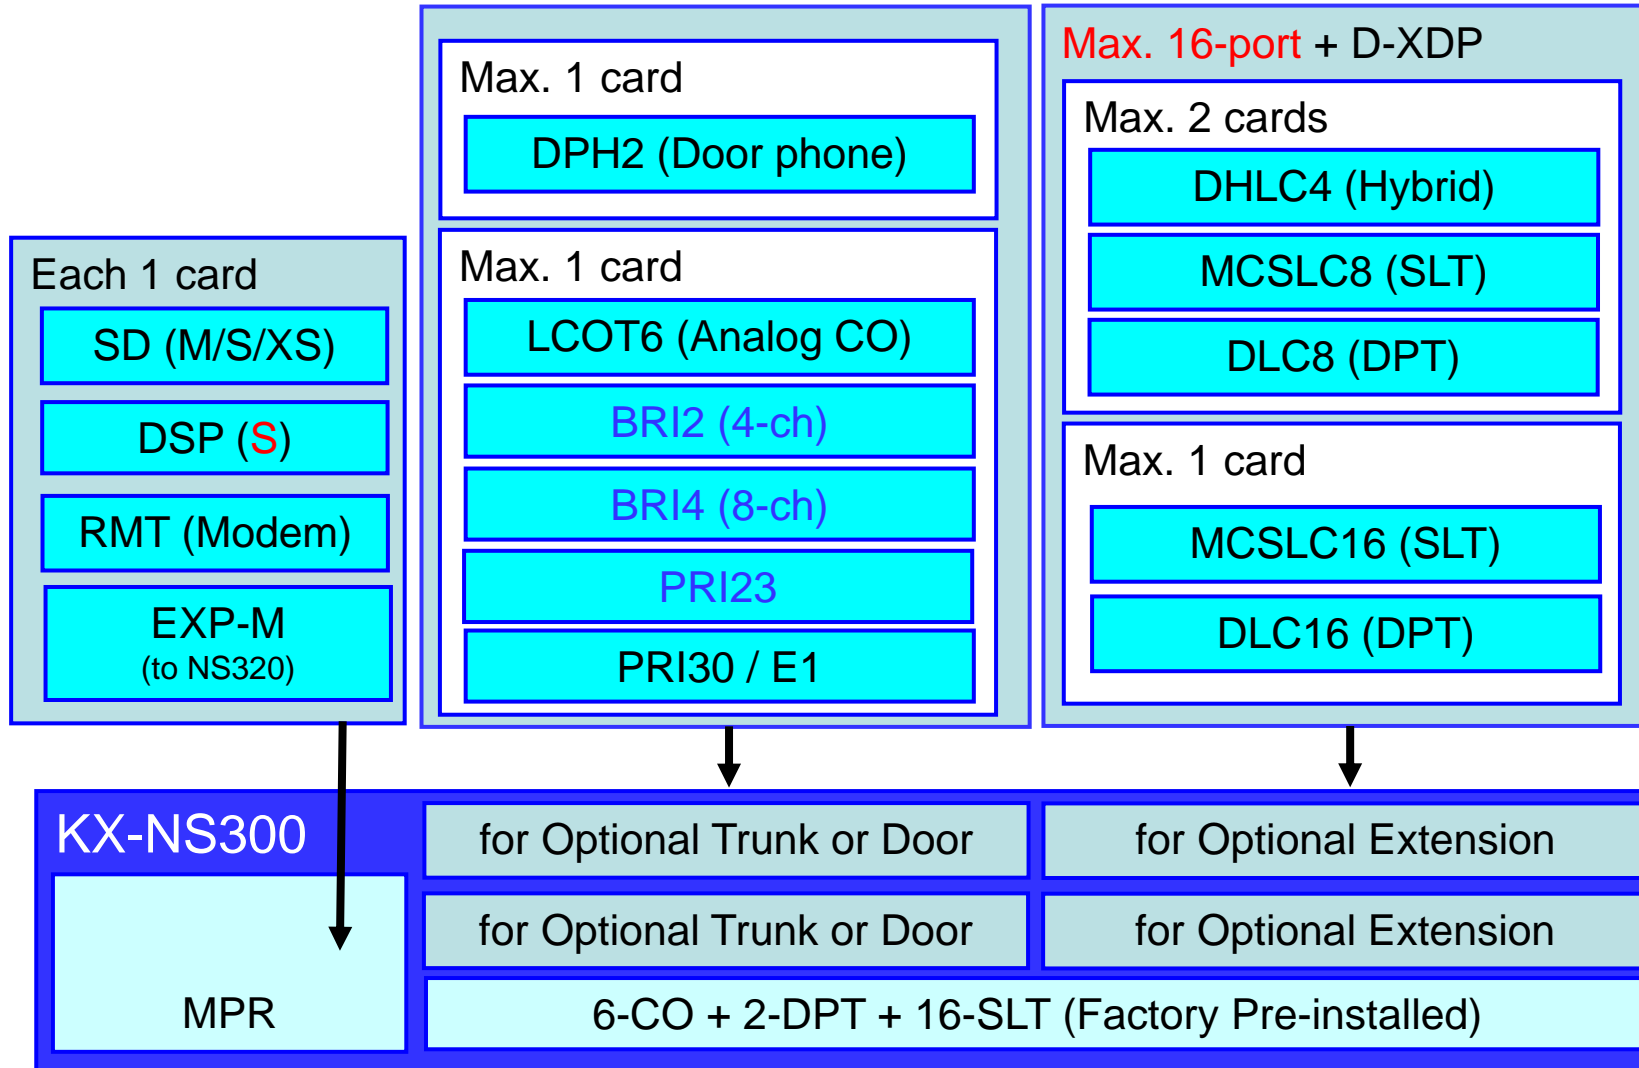 Each 1 card
SD (M/S/XS)
DSP (S)
RMT (Modem)
EXP-M
(to NS320)
Max. 1 card
DPH2 (Door phone)
Max. 1 card
LCOT6 (Analog CO)
BRI2 (4-ch)
BRI4 (8-ch)
PRI23
PRI30 / E1
Max. 16-port + D-XDP
Max. 2 cards
DHLC4 (Hybrid)
MCSLC8 (SLT)
DLC8 (DPT)
Max. 1 card
MCSLC16 (SLT)
DLC16 (DPT)
KX-NS300
MPR
for Optional Trunk or Door
for Optional Extension
for Optional Trunk or Door
for Optional Extension
6-CO + 2-DPT + 16-SLT (Factory Pre-installed)